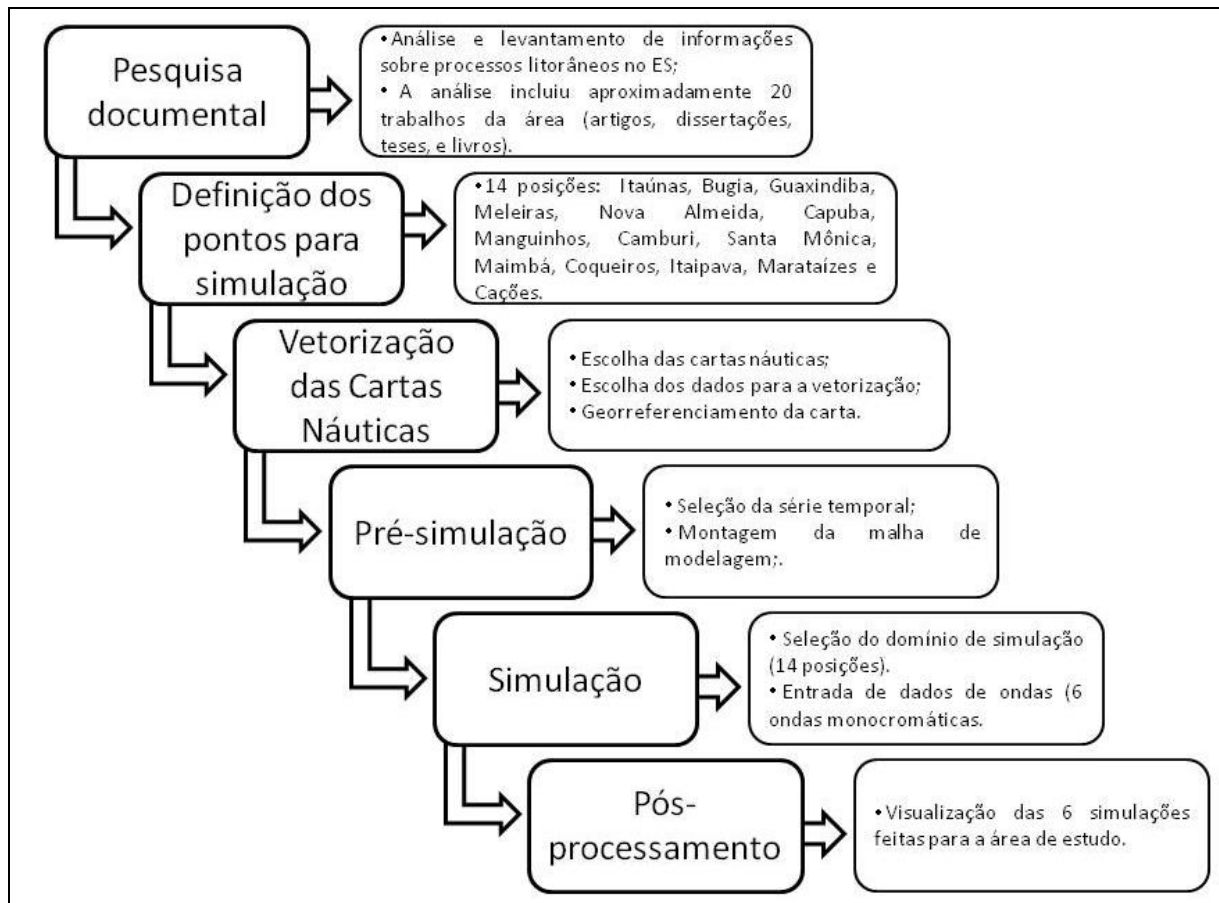 Pesquisa
documental
•Análise e levantamento de informações
sobre processos litorâneos no ES;
• A análise incluiu aproximadamente 20
trabalhos da área (artigos, dissertações,
teses, e livros).
Definição dos
pontos para
simulação
•14 posições: Itaúnas, Bugia, Guaxindiba,
Meleiras, Nova Almeida, Capuba,
Manguinhos, Camburi, Santa Mônica,
Maimbá, Coqueiros, Itaipava, Marataízes e
Cações.
Vetorização
das Cartas
Náuticas
• Escolha das cartas náuticas;
• Escolha dos dados para a vetorização;
• Georreferenciamento da carta.
Pré-simulação
• Seleção da série temporal;
• Montagem da malha de
modelagem;.
Simulação
• Seleção do domínio de simulação
(14 posições).
• Entrada de dados de ondas (6
ondas monocromáticas.
Pós-
processamento
•Visualização das 6 simulações
feitas para a área de estudo.